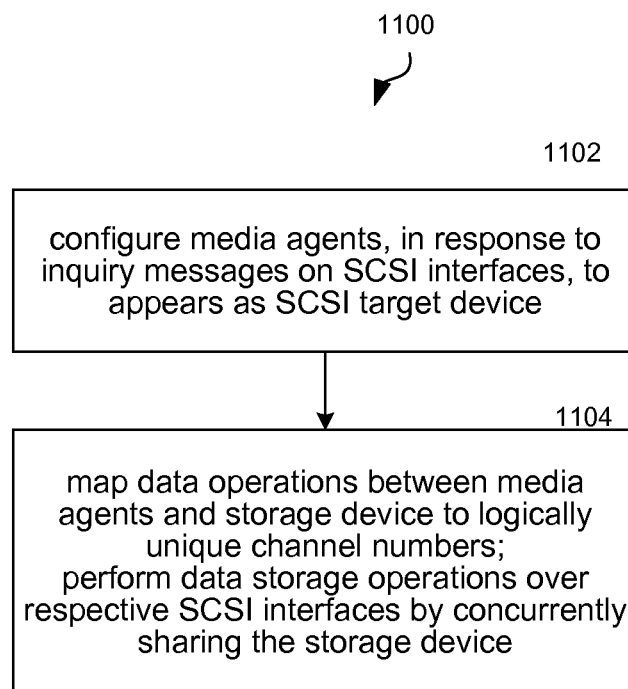 1100
1102
configure media agents, in response to
inquiry messages on SCSI interfaces, to
appears as SCSI target device
1104
map data operations between media
agents and storage device to logically
unique channel numbers;
perform data storage operations over
respective SCSI interfaces by concurrently
sharing the storage device